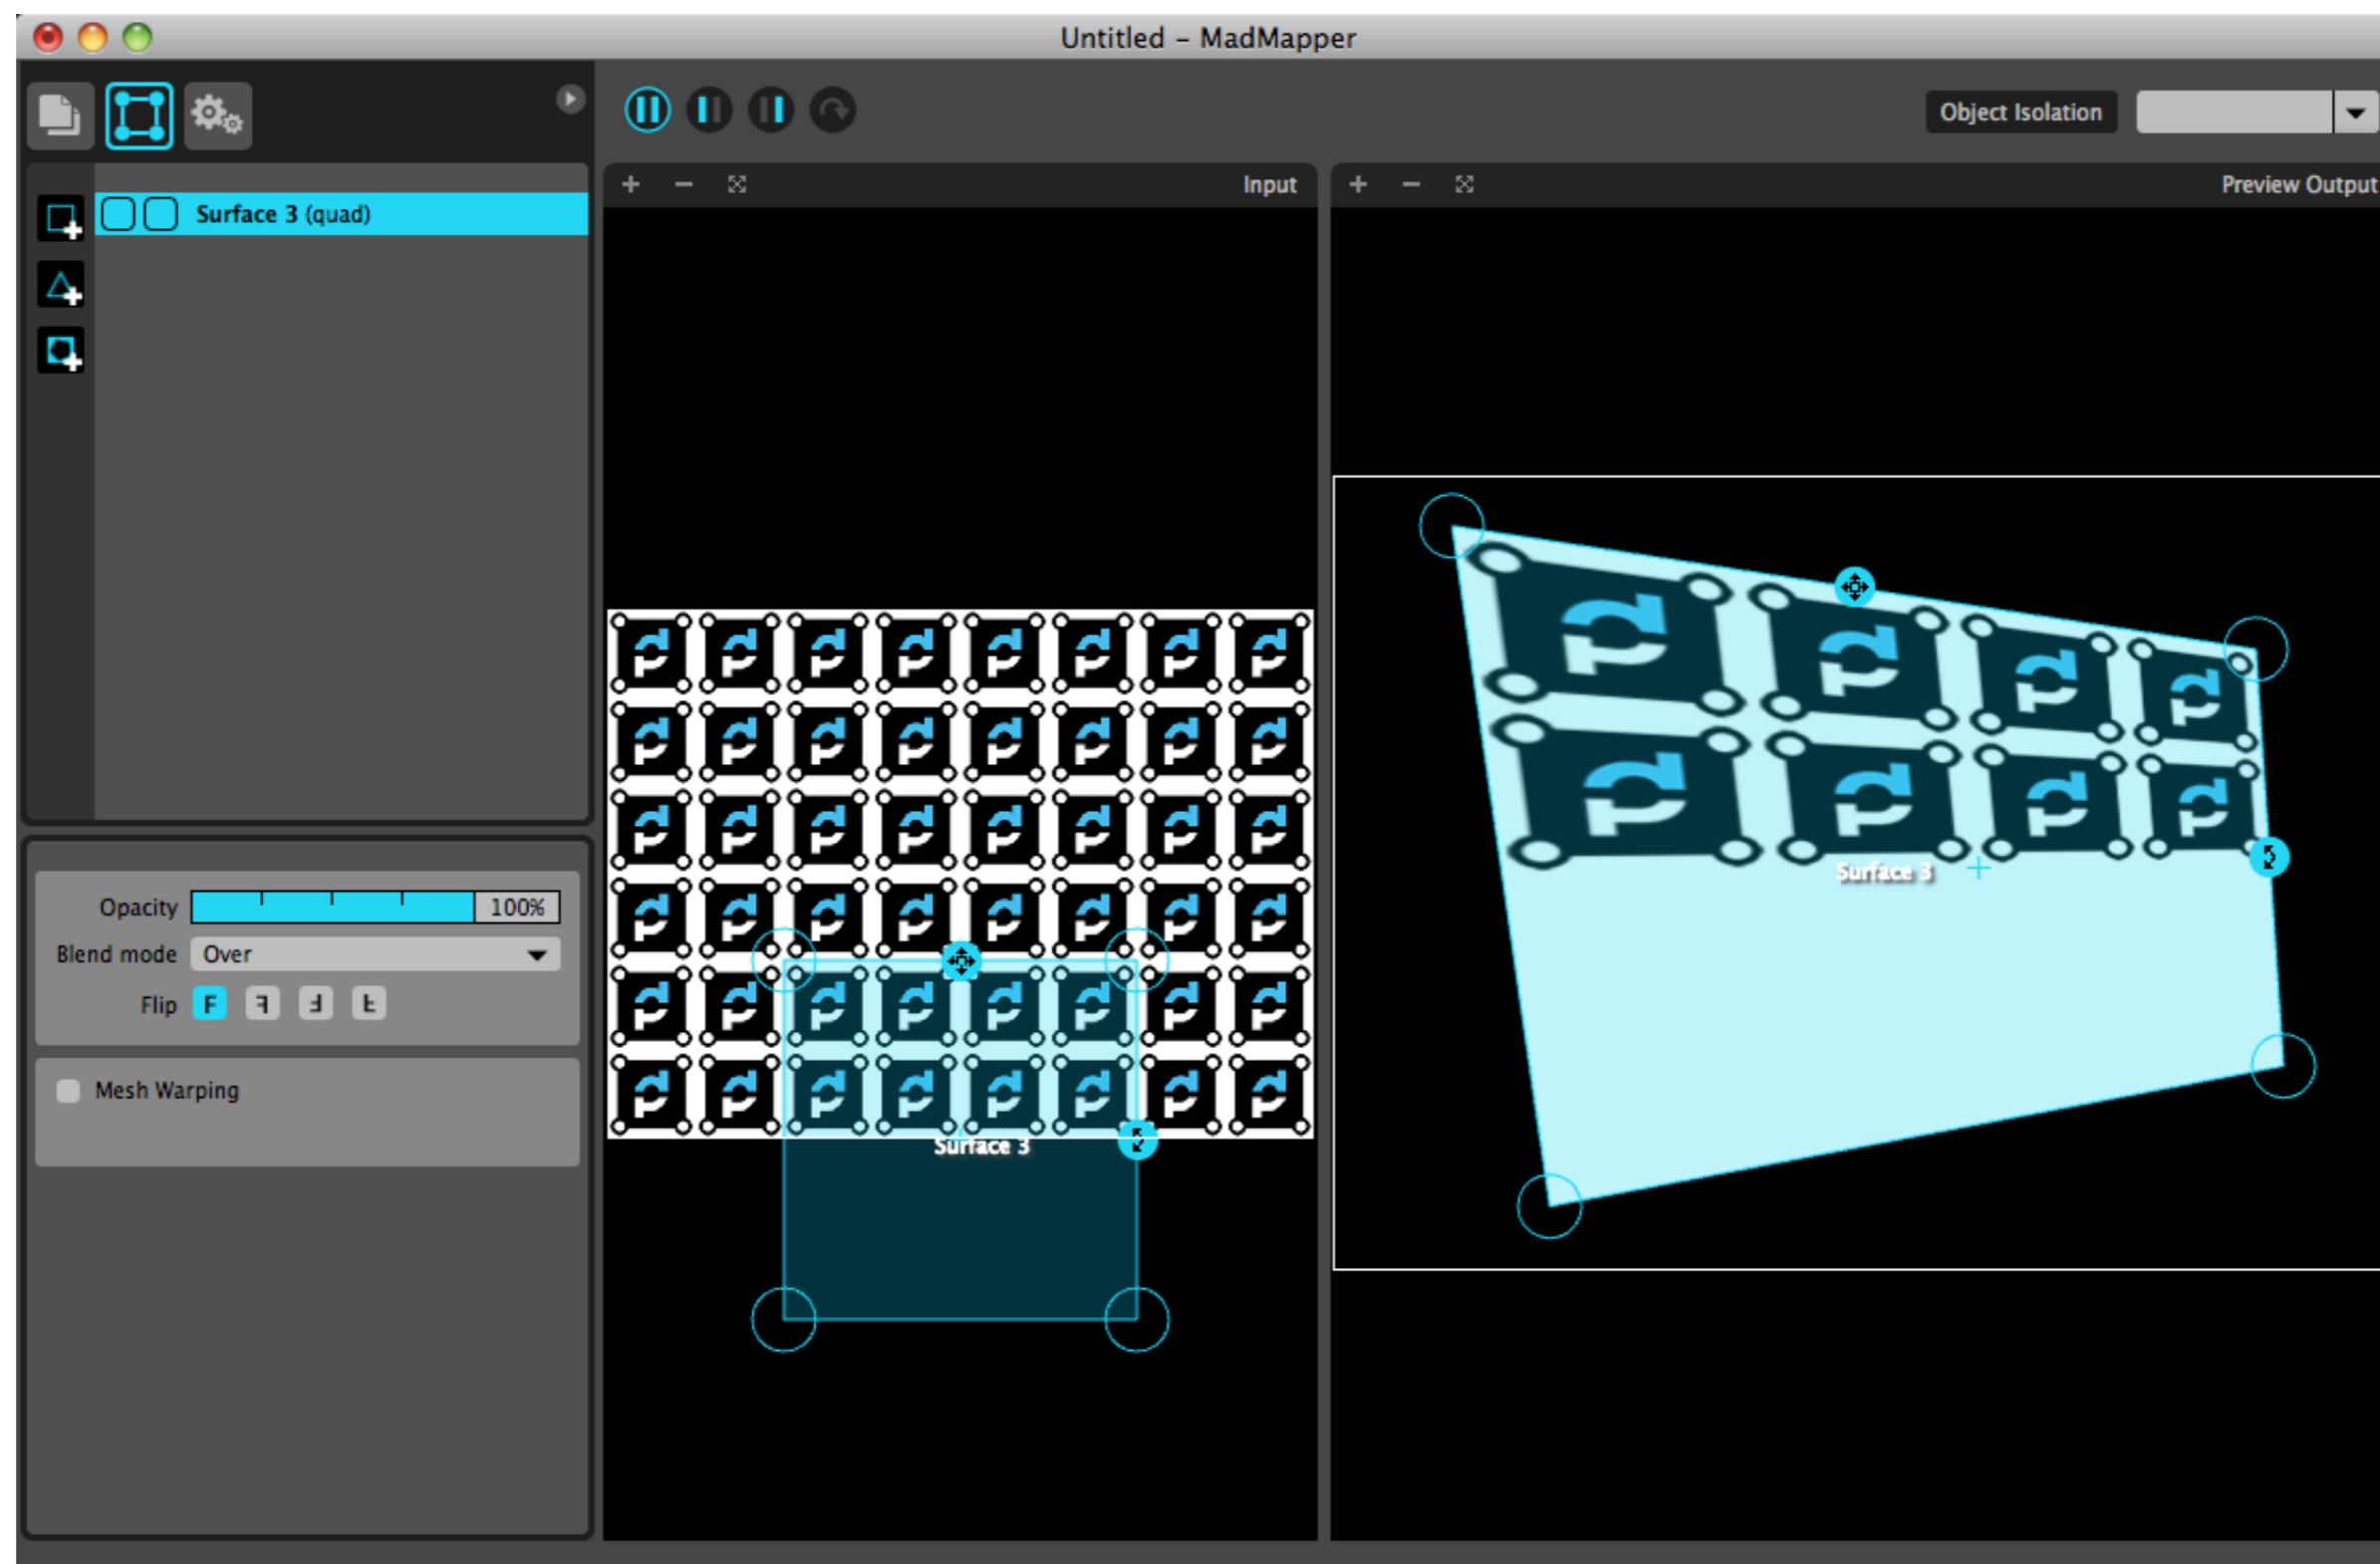 Untitled – MadMapper
Object Isolation
Input
Preview Output
Surface 3 (quad)
Surface 3
Surface 3
Opacity 100%
Blend mode Over
Flip F
Mesh Warping